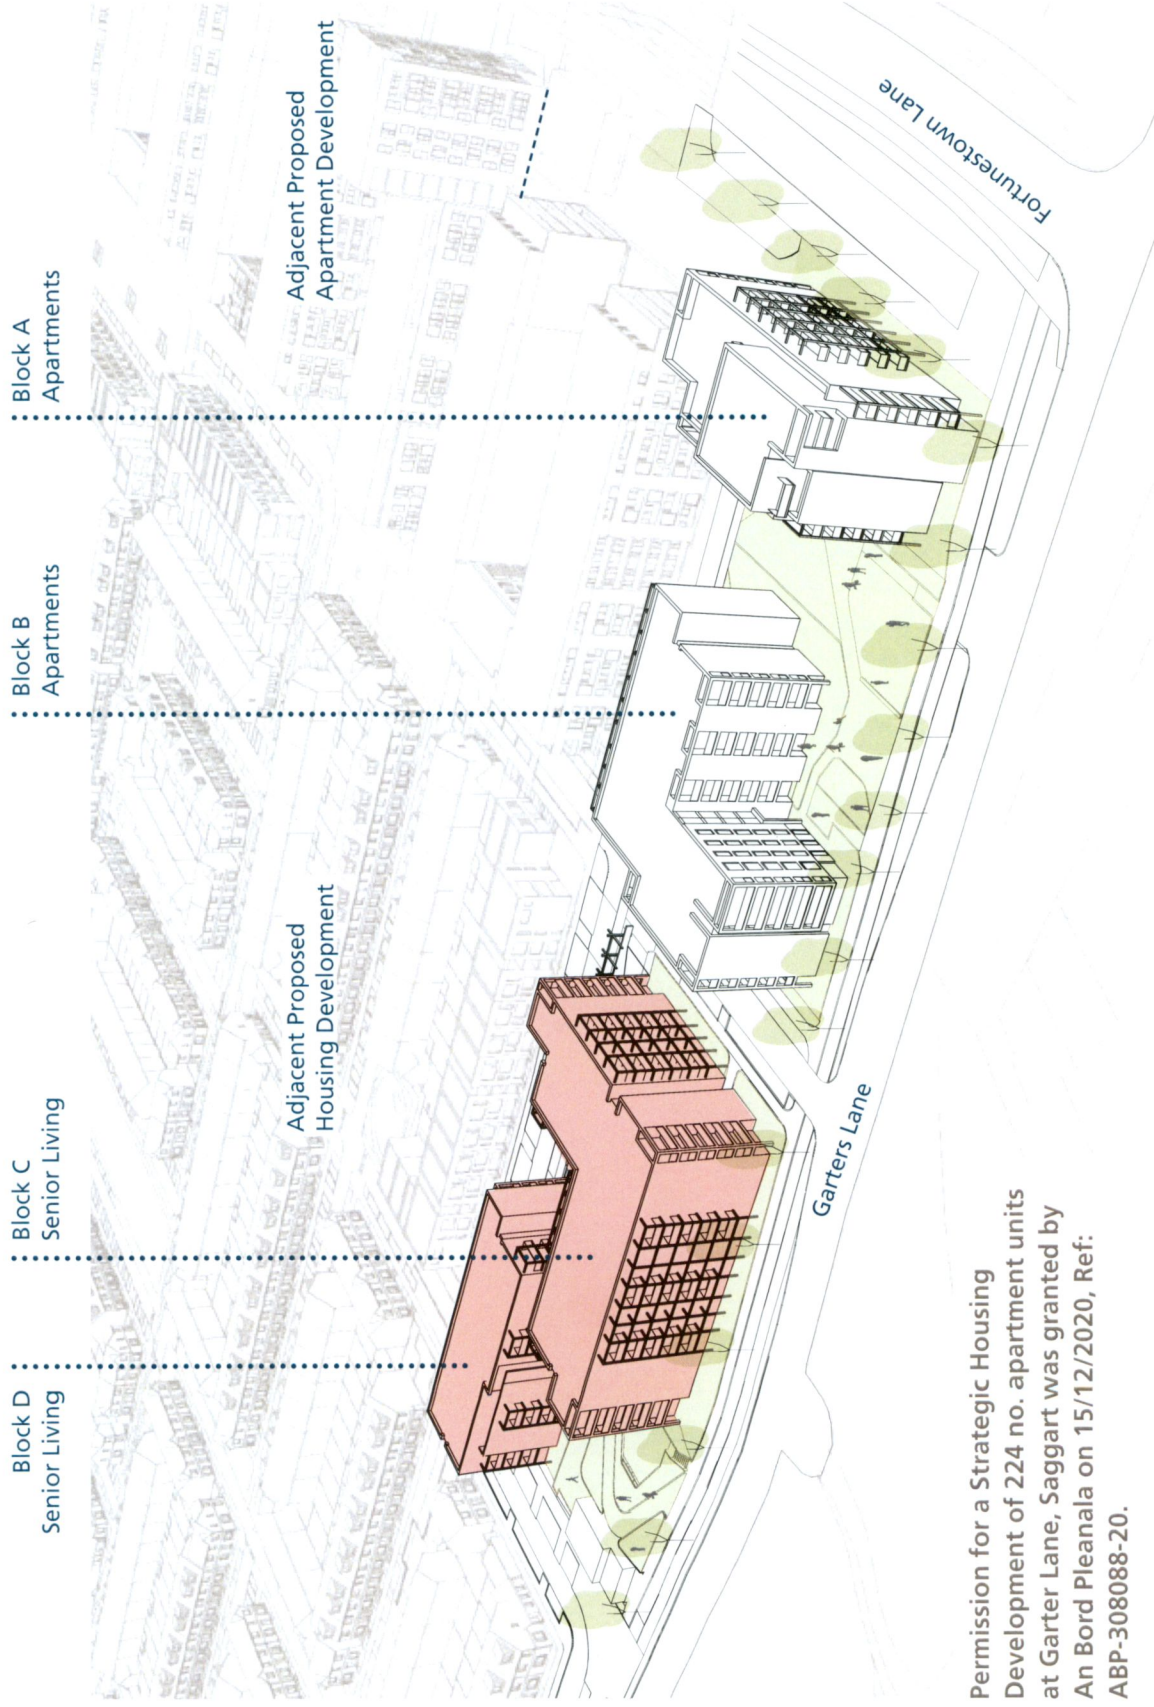 Block D
Senior Living
Block C
Senior Living
Block B
Apartments
Block A
Apartments
Adjacent Proposed
Housing Development
Adjacent Proposed
Apartment Development
Garters Lane
Fortunestown Lane
Permission for a Strategic Housing
Development of 224 no. apartment units
at Garter Lane, Saggart was granted by
An Bord Pleanala on 15/12/2020, Ref:
ABP-308088-20.